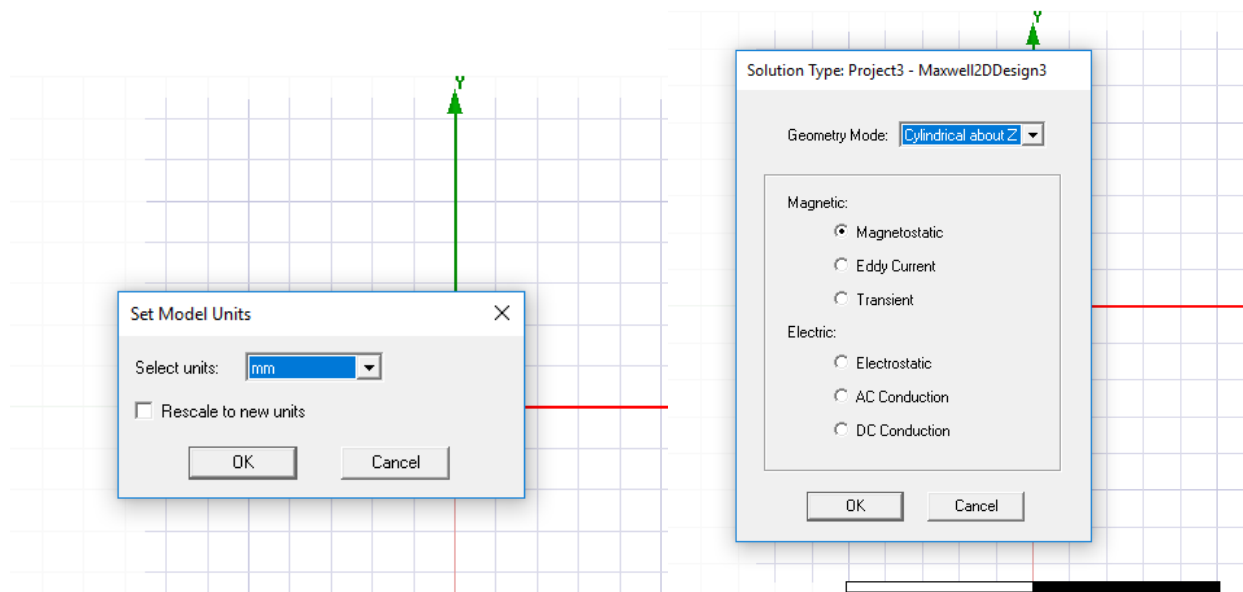 Y
Set Model Units
Select units: mm
Rescale to new units
OK Cancel
Y
Solution Type: Project3 - Maxwell2DDesign3
Geometry Mode: Cylindrical about Z
Magnetic:
Magnetostatic
Eddy Current
Transient
Electric:
Electrostatic
AC Conduction
DC Conduction
OK Cancel